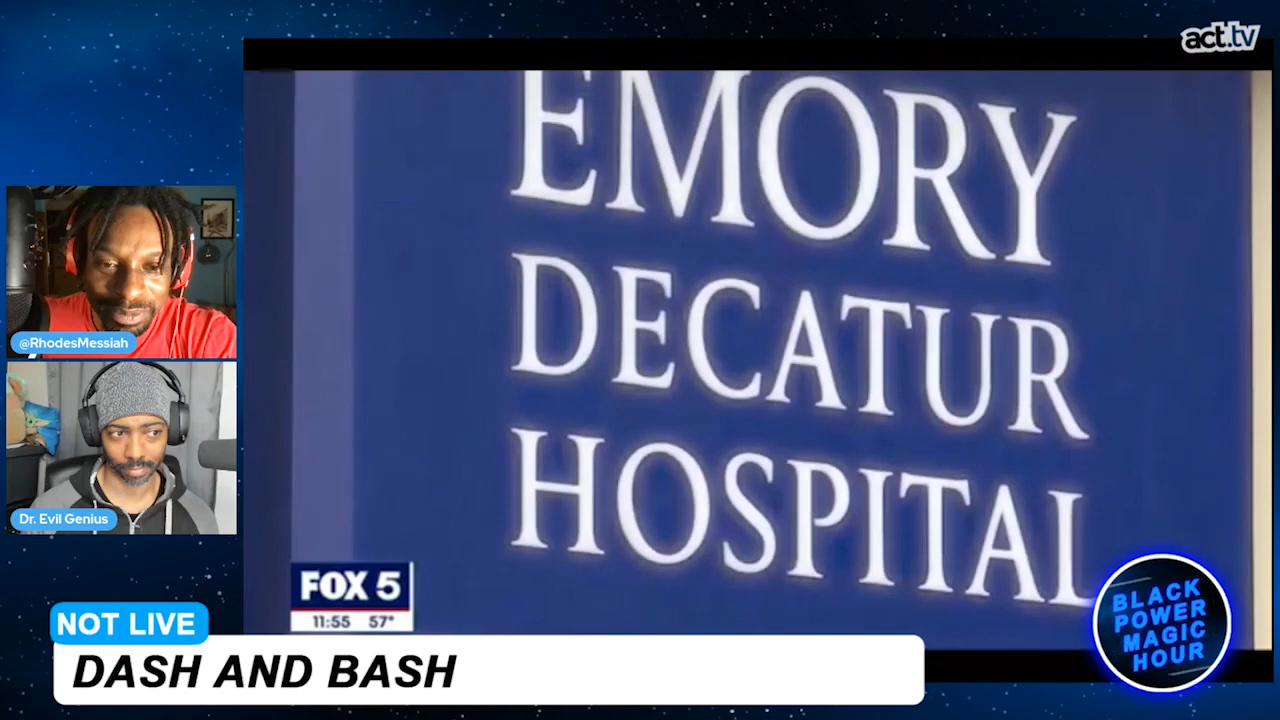 act.tv
EMORY
DECATUR
HOSPITAL
@RhodesMessiah
Dr. Evil Genius
FOX 5
11:55 57°
NOT LIVE
DASH AND BASH
BLACK
POWER
MAGIC
HOUR